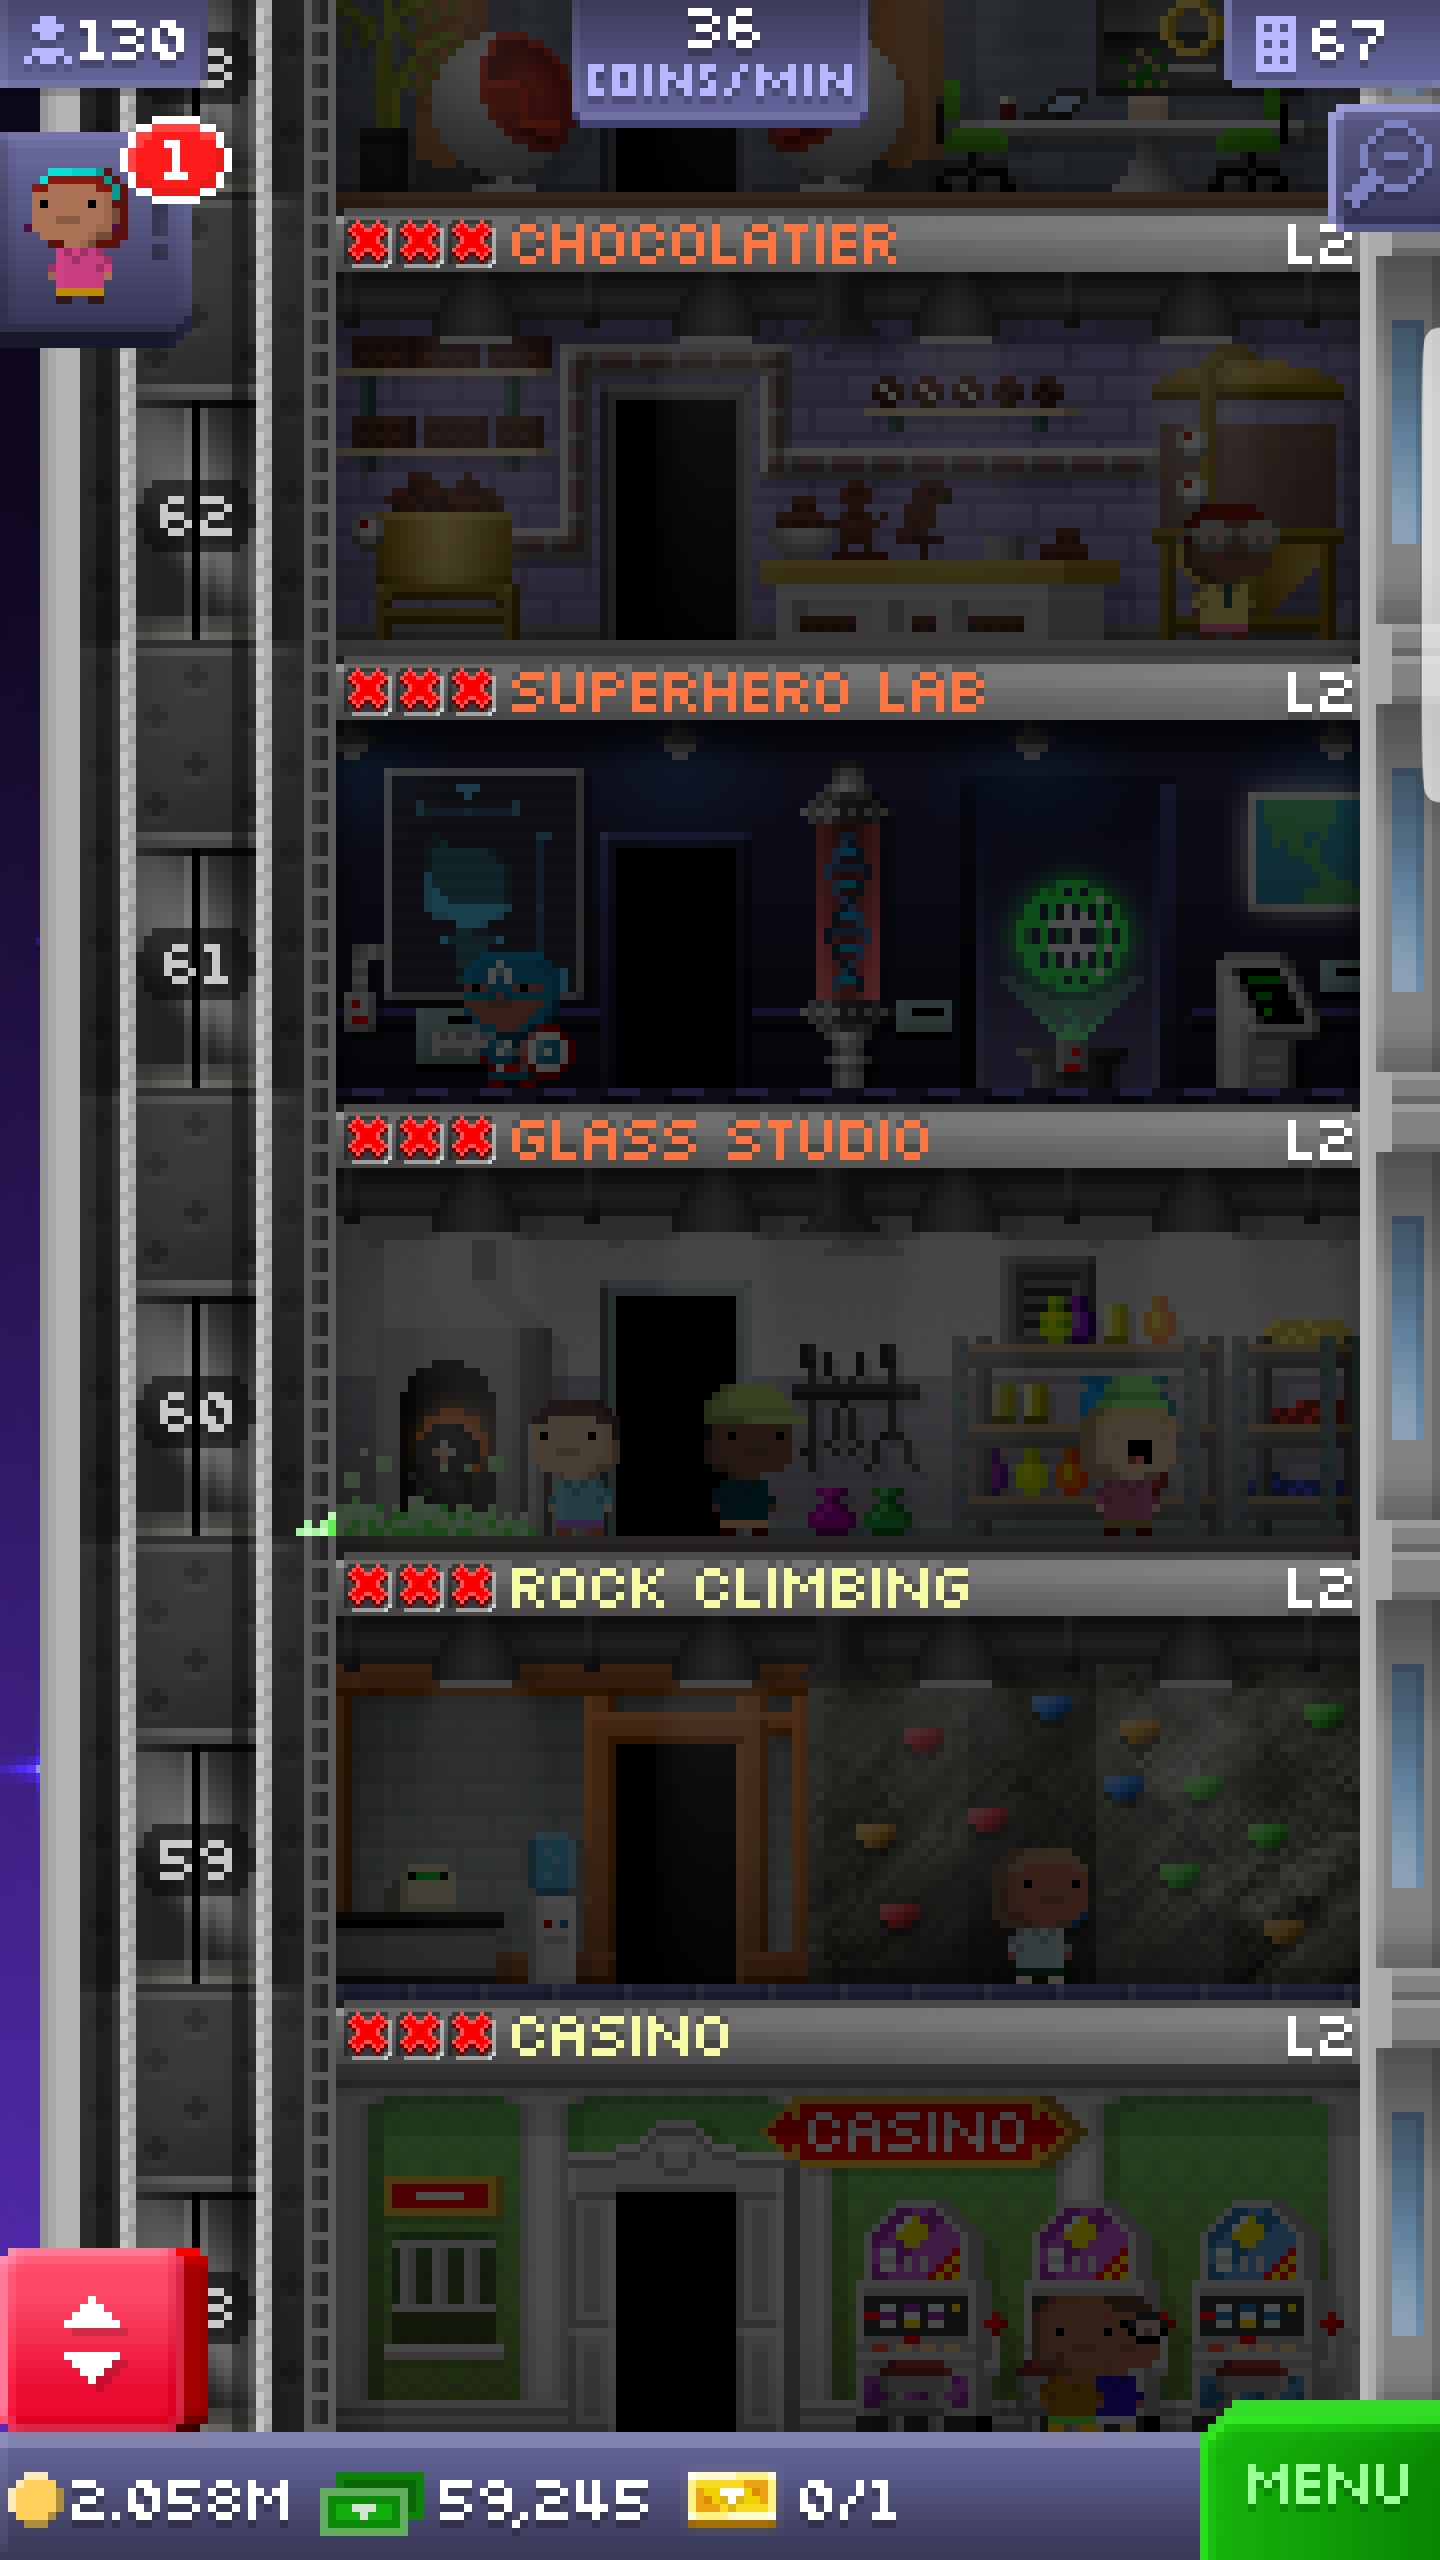 130
36
COINS/MIN
67
1
CHOCOLATIER L2
62
SUPERHERO LAB L2
61
GLASS STUDIO L2
60
ROCK CLIMBING L2
59
CASINO L2
CASINO
2.058M 59,245 0/1
MENU